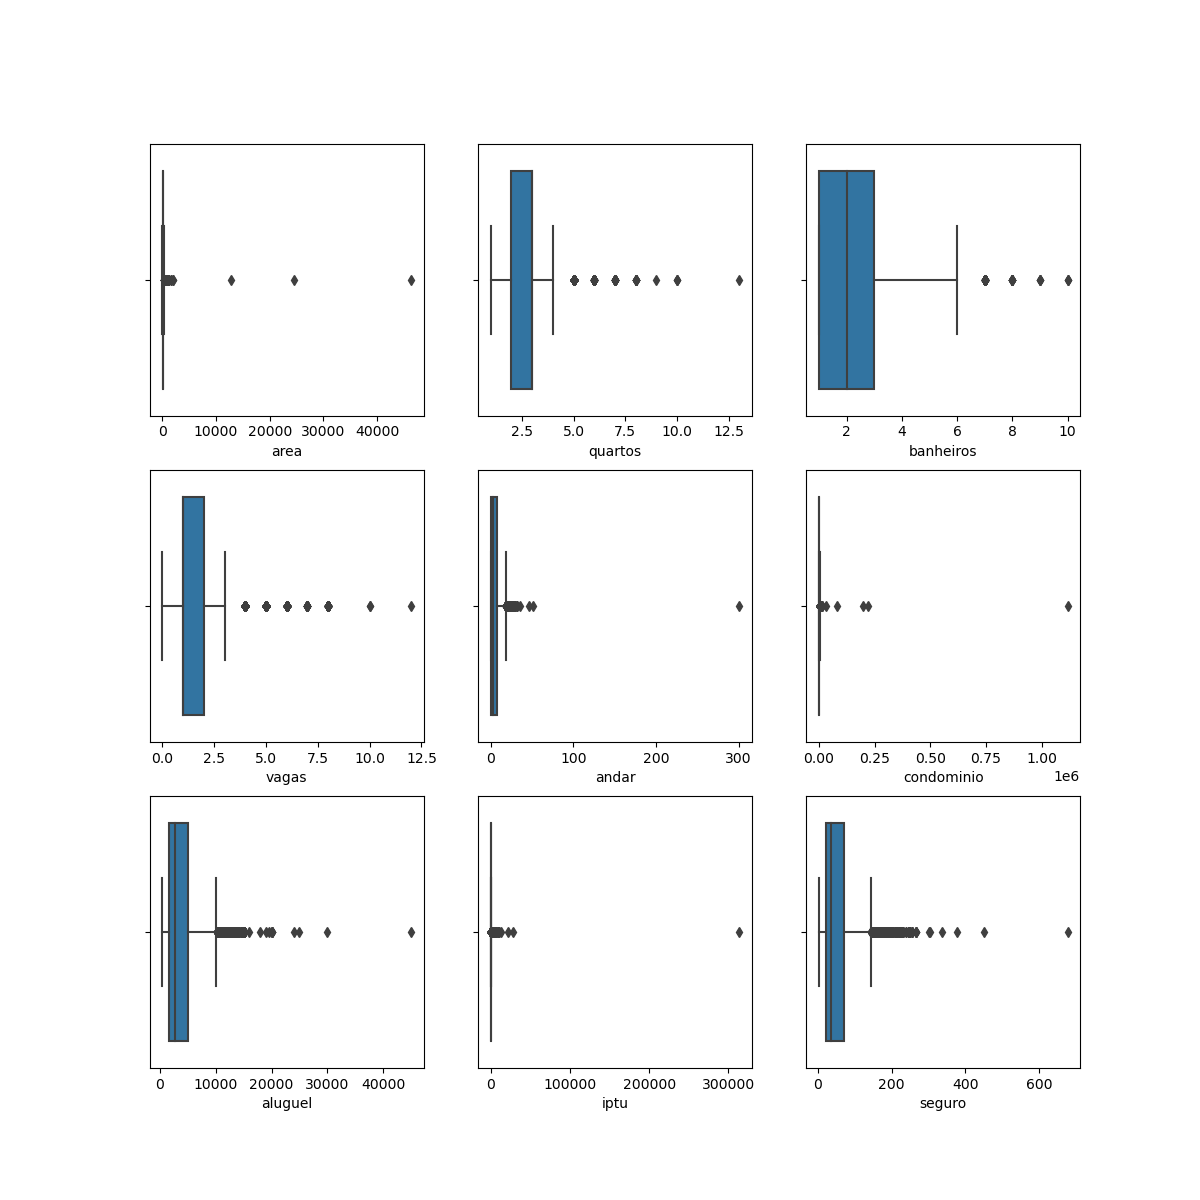 0 10000 20000 30000 40000
area
2.5 5.0 7.5 10.0 12.5
quartos
2 4 6 8 10
banheiros
0.0 2.5 5.0 7.5 10.0 12.5
vagas
0 100 200 300
andar
0.00 0.25 0.50 0.75 1.00
condominio
1e6
0 10000 20000 30000 40000
aluguel
0 100000 200000 300000
iptu
0 200 400 600
seguro